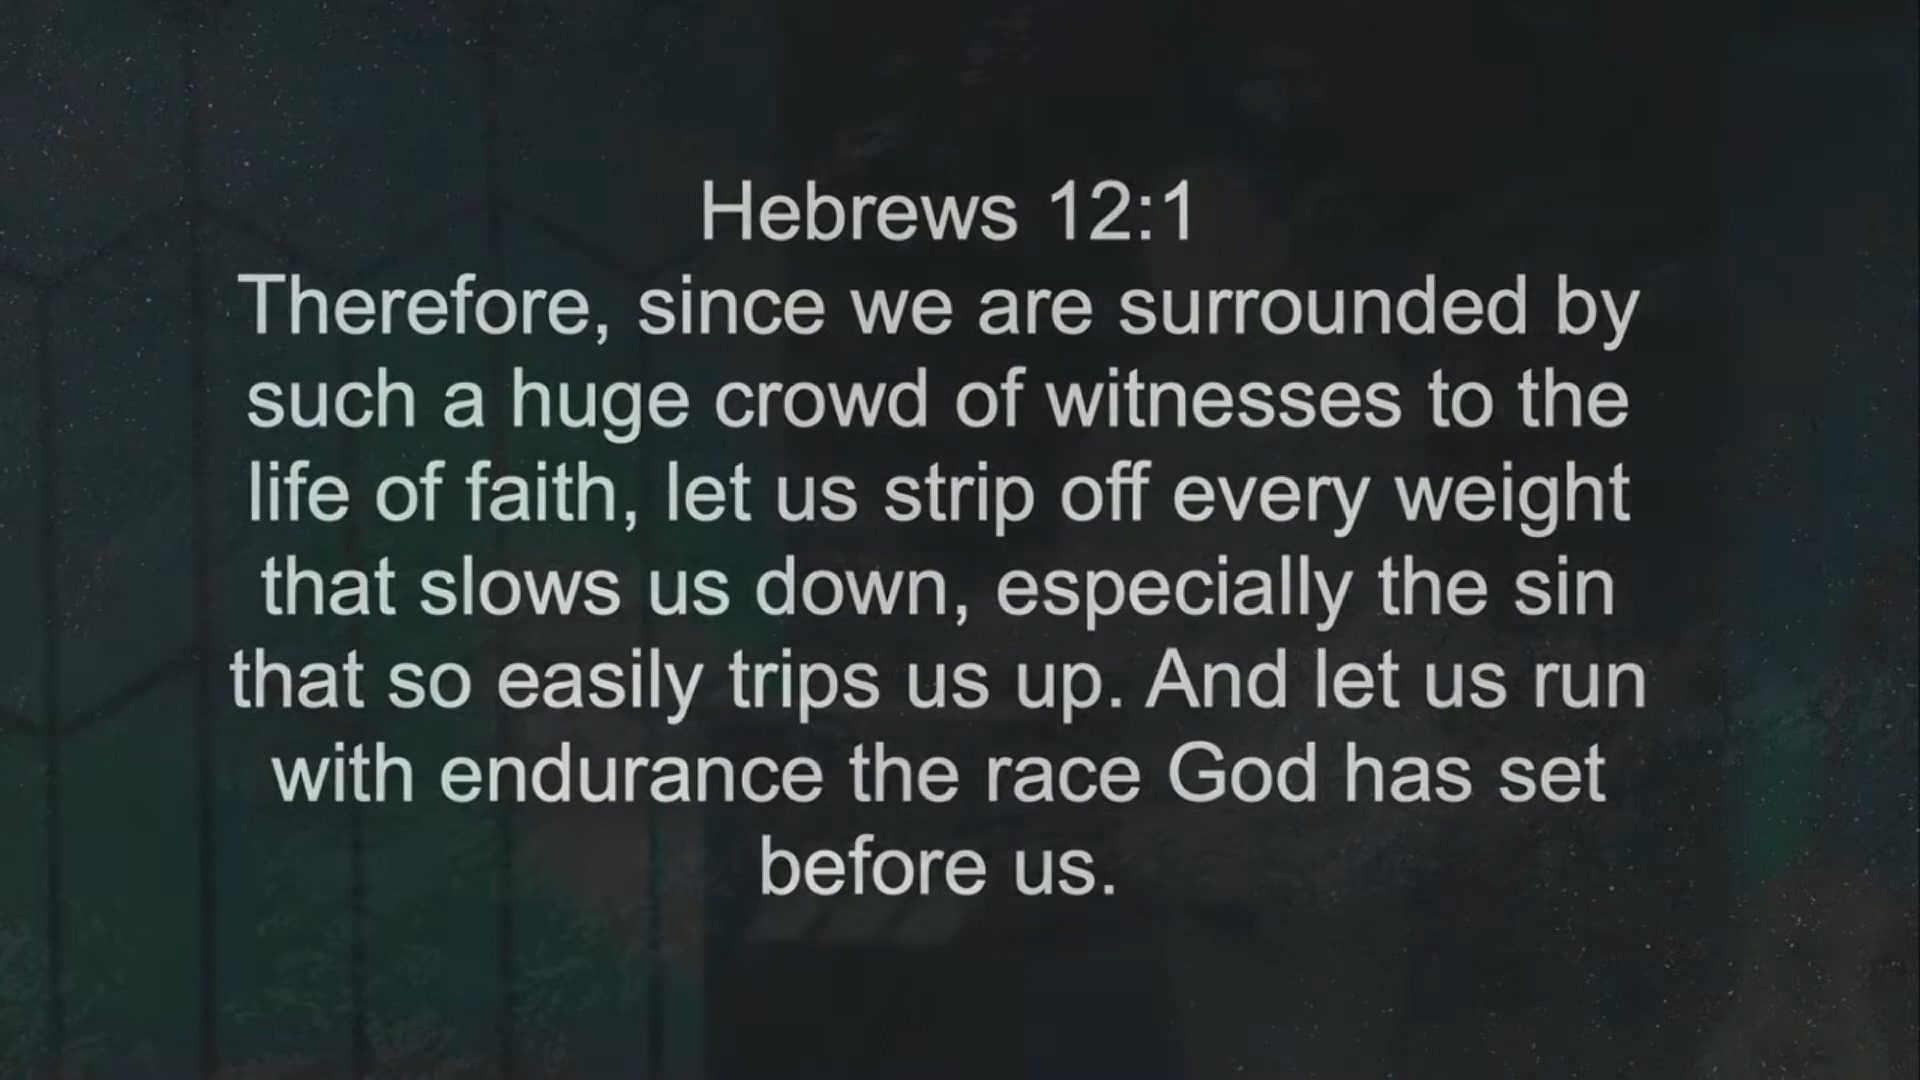 Hebrews 12:1
Therefore, since we are surrounded by
such a huge crowd of witnesses to the
life of faith, let us strip off every weight
that slows us down, especially the sin
that so easily trips us up. And let us run
with endurance the race God has set
before us.